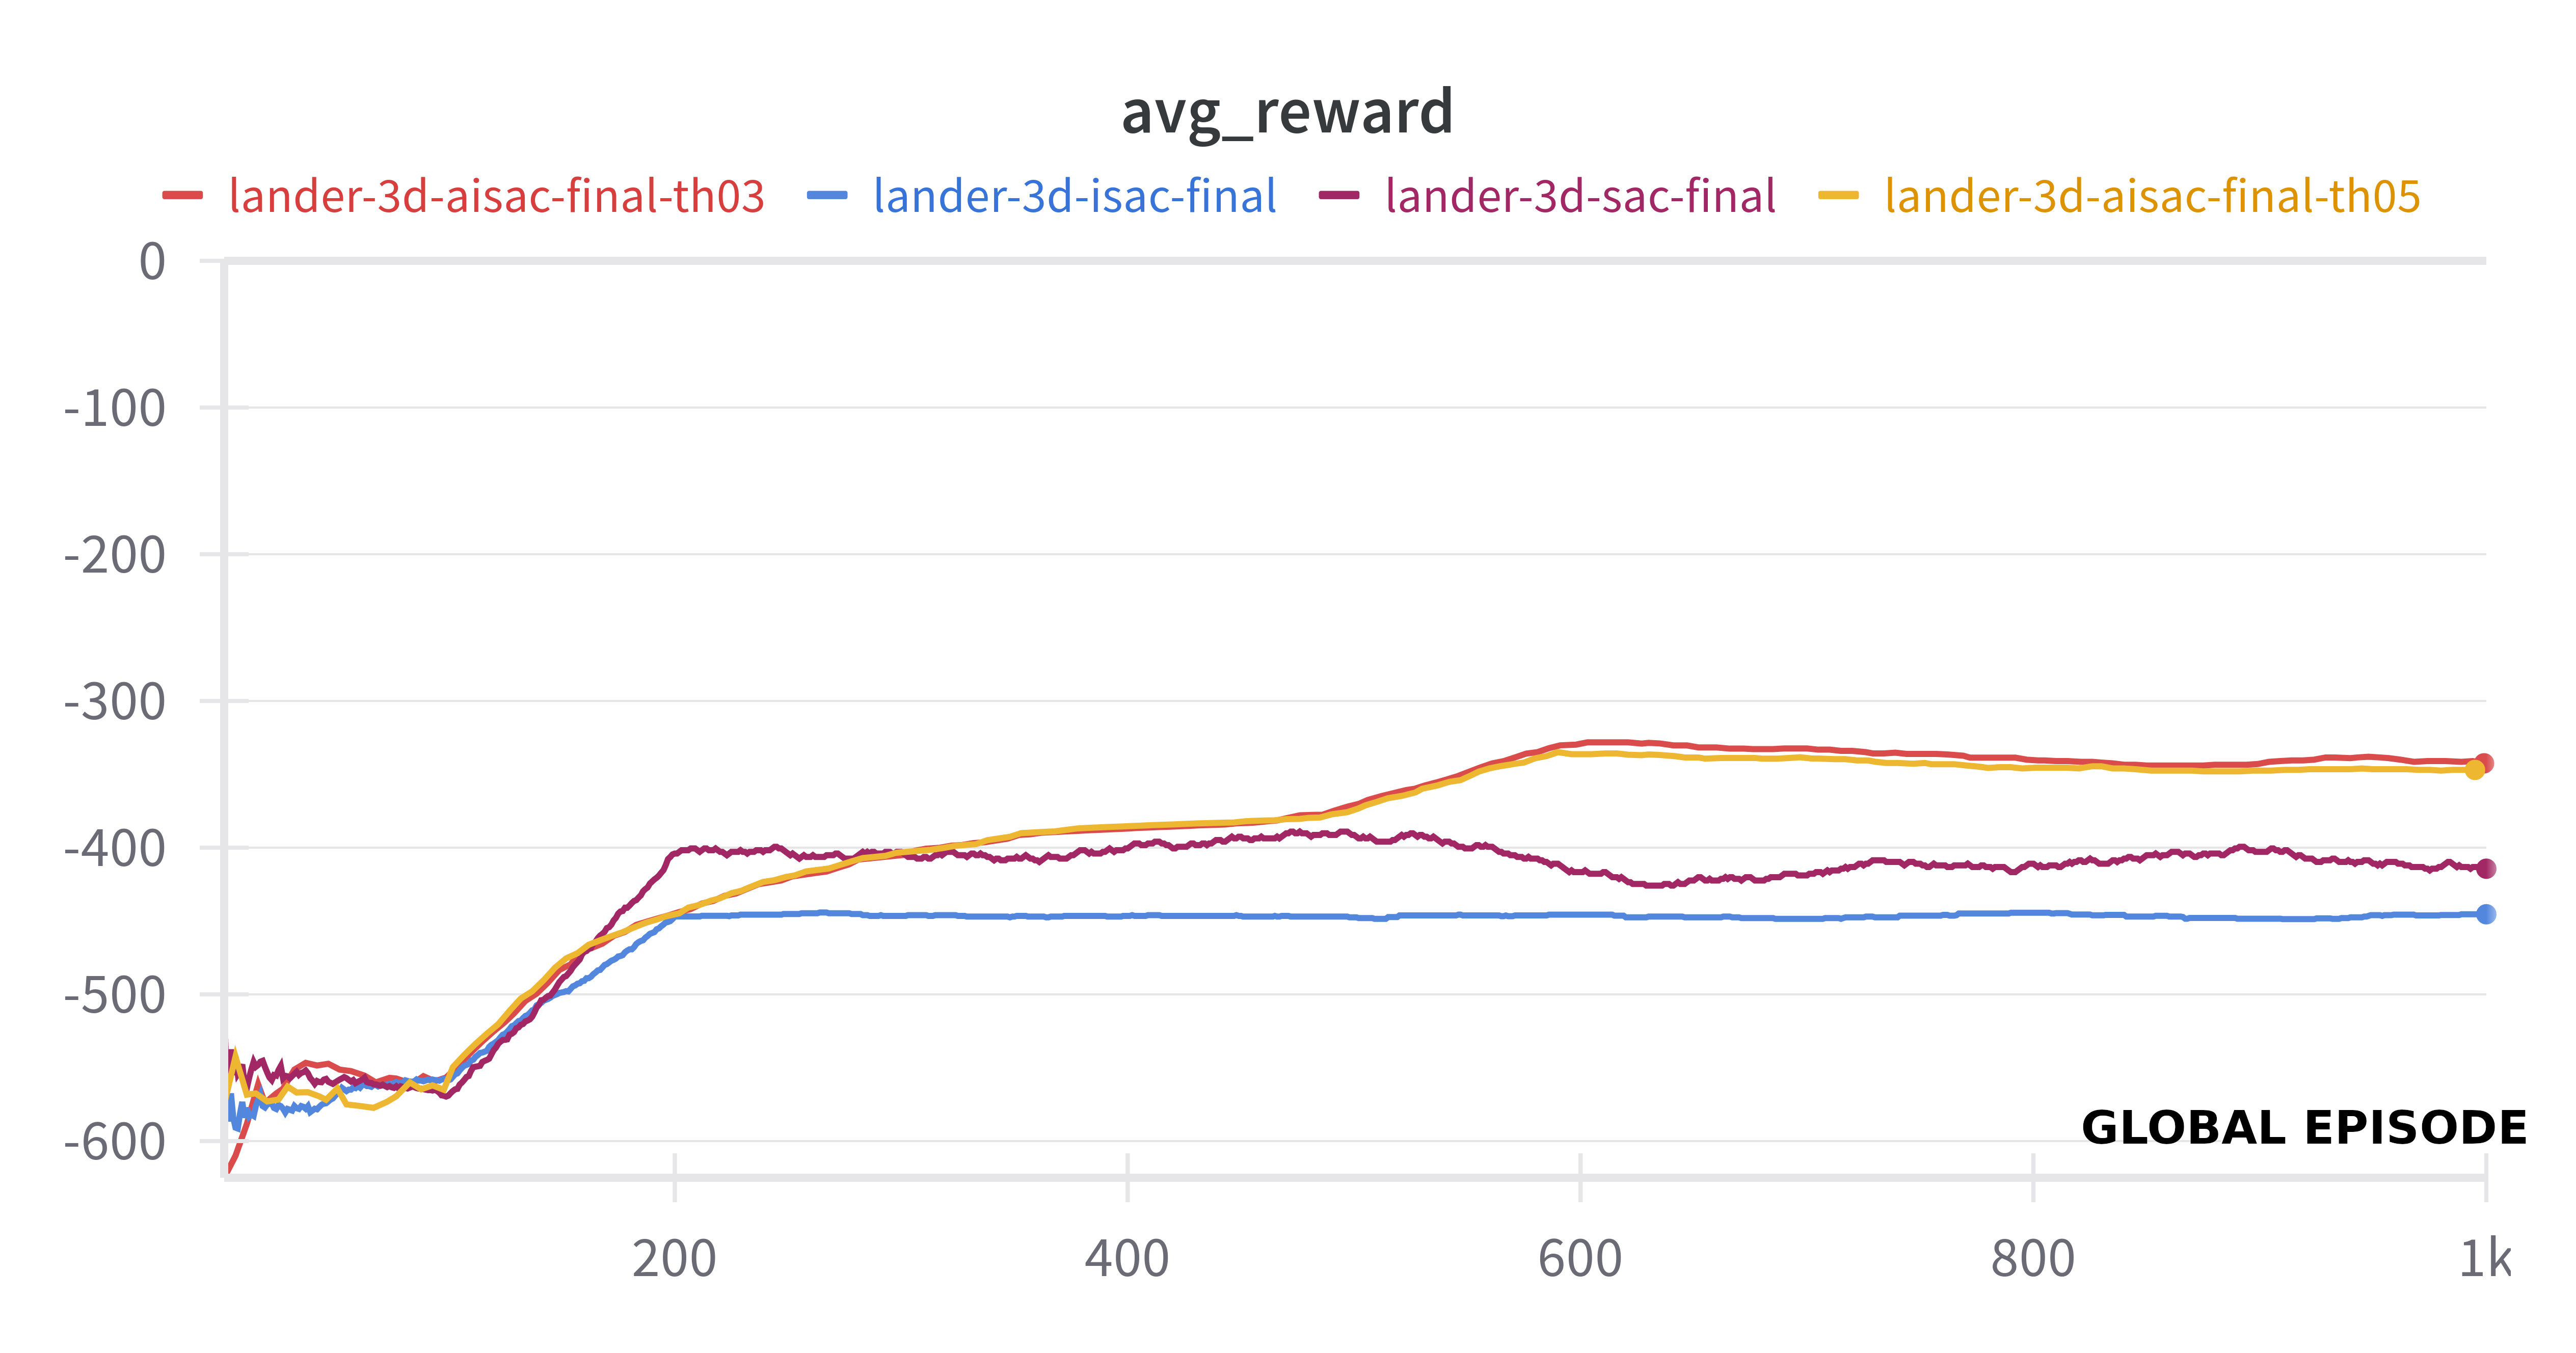 avg_reward
lander-3d-aisac-final-th03 lander-3d-isac-final lander-3d-sac-final lander-3d-aisac-final-th05
0
-100
-200
-300
-400
-500
-600
GLOBAL EPISODE
200 400 600 800 1k